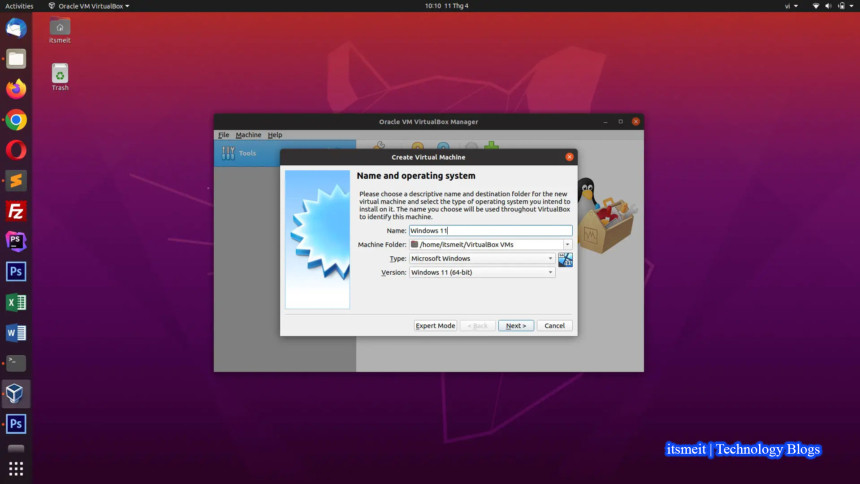 Activities
Oracle VM VirtualBox
10:10 11 Thg 4
vi
itsmeit
Trash
Oracle VM VirtualBox Manager
File Machine Help
Tools
Create Virtual Machine
Name and operating system
Please choose a descriptive name and destination folder for the new
virtual machine and select the type of operating system you intend to
install on it. The name you choose will be used throughout VirtualBox
to identify this machine.
Name: Windows 11
Machine Folder: /home/itsmeit/VirtualBox VMs
Type: Microsoft Windows
Version: Windows 11 (64-bit)
Expert Mode < Back Next > Cancel
Fz
PS
Ps
X
W
Ps
itsmeit | Technology Blogs